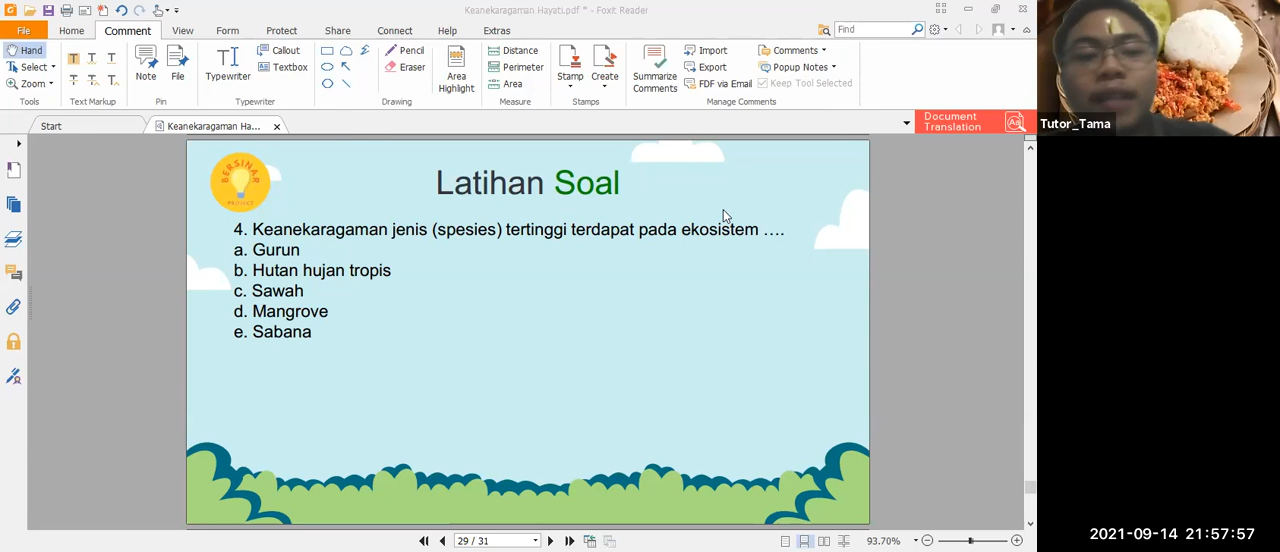 Keanekaragaman Hayati.pdf * - Foxit Reader
File Home Comment View Form Protect Share Connect Help Extras
Find
Hand
Select
Zoom
Tools
Text Markup
Note
File
Pin
Typewriter
Callout
Textbox
Typewriter
Pencil
Eraser
Drawing
Area
Highlight
Distance
Perimeter
Area
Measure
Stamp
Create
Stamps
Summarize
Comments
Import
Export
FDF via Email
Comments
Popup Notes
Keep Tool Selected
Manage Comments
Tutor_Tama
Start
Keanekaragaman Ha...
Document
Translation
BERSINAR
PROJECT
Latihan Soal
4. Keanekaragaman jenis (spesies) tertinggi terdapat pada ekosistem ….
a. Gurun
b. Hutan hujan tropis
c. Sawah
d. Mangrove
e. Sabana
29 / 31
93.70%
2021-09-14 21:57:57